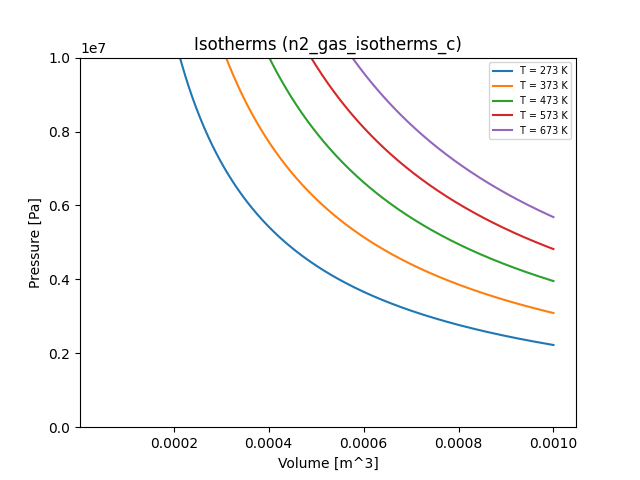 Isotherms (n2_gas_isotherms_c)
1e7
1.0
0.8
0.6
0.4
0.2
0.0
Pressure [Pa]
T = 273 K
T = 373 K
T = 473 K
T = 573 K
T = 673 K
0.0002 0.0004 0.0006 0.0008 0.0010
Volume [m^3]